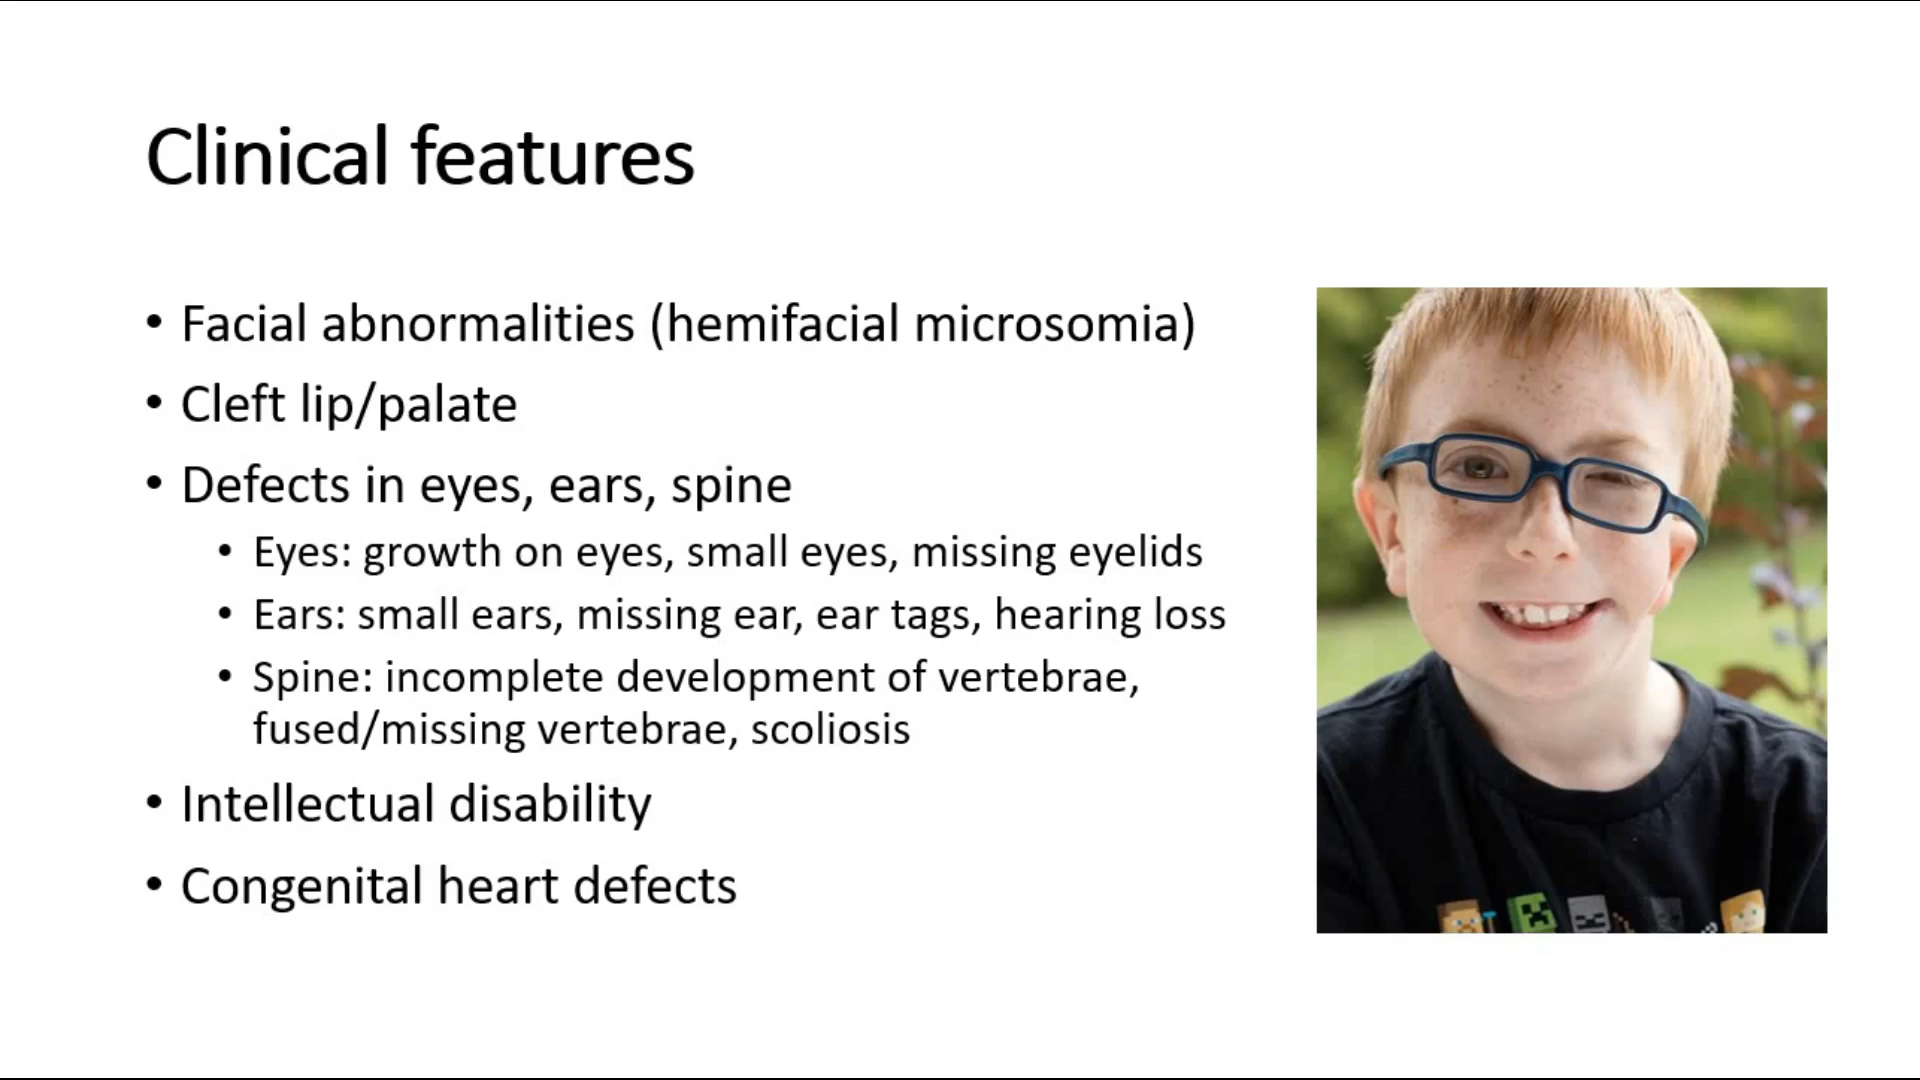 Clinical features
• Facial abnormalities (hemifacial microsomia)
• Cleft lip/palate
• Defects in eyes, ears, spine
• Eyes: growth on eyes, small eyes, missing eyelids
• Ears: small ears, missing ear, ear tags, hearing loss
• Spine: incomplete development of vertebrae,
fused/missing vertebrae, scoliosis
• Intellectual disability
• Congenital heart defects